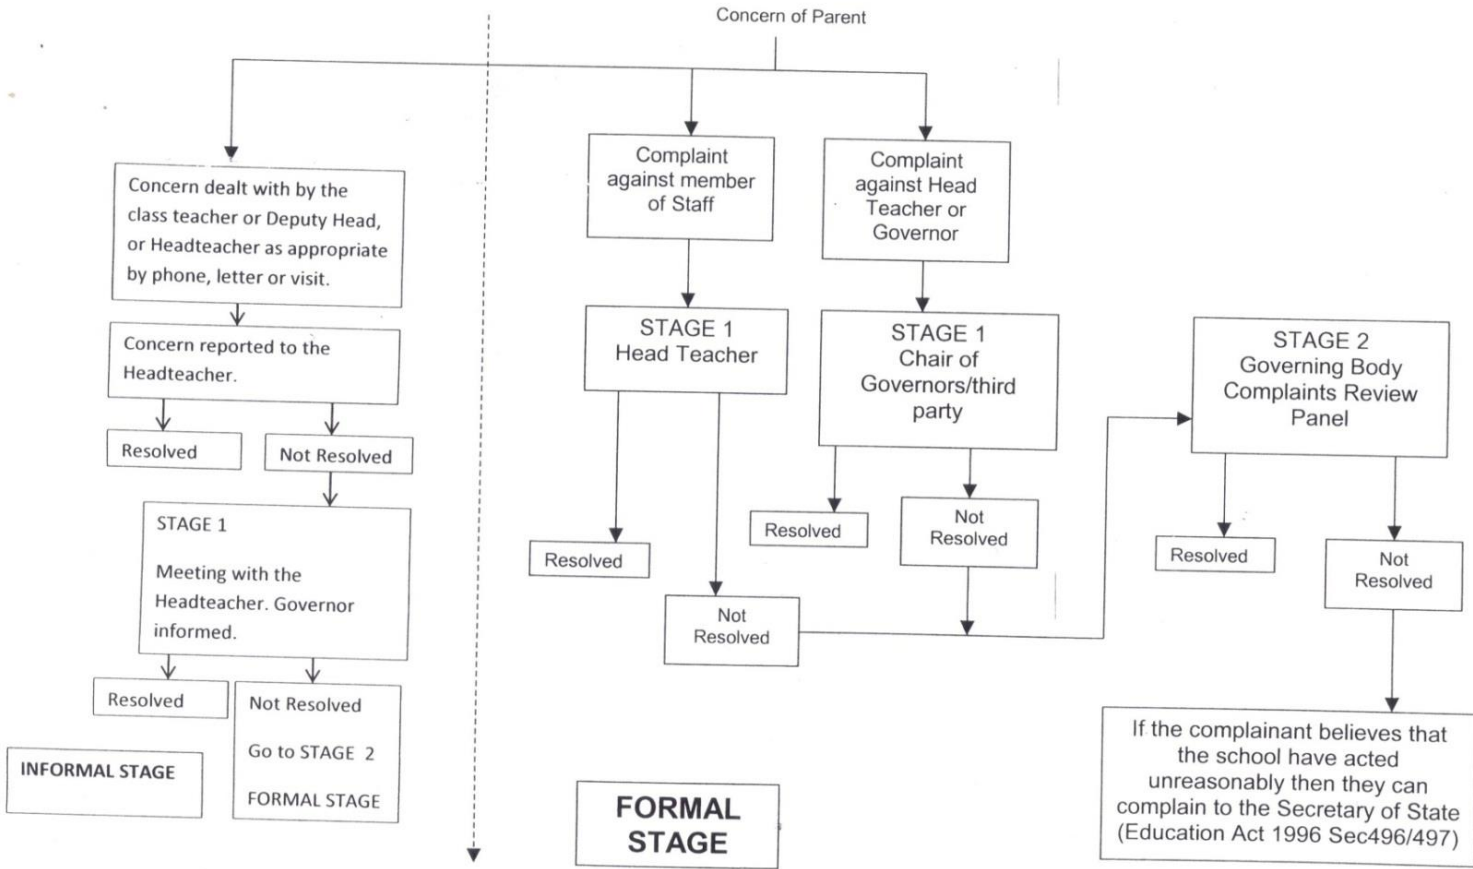 Concern of Parent
Concern dealt with by the
class teacher or Deputy Head,
or Headteacher as appropriate
by phone, letter or visit.
Concern reported to the
Headteacher.
Resolved
Not Resolved
STAGE 1
Meeting with the
Headteacher. Governor
informed.
Resolved
Not Resolved
Go to STAGE 2
FORMAL STAGE
INFORMAL STAGE
Complaint
against member
of Staff
STAGE 1
Head Teacher
Resolved
Not
Resolved
Complaint
against Head
Teacher or
Governor
STAGE 1
Chair of
Governors/third
party
Resolved
Not
Resolved
STAGE 2
Governing Body
Complaints Review
Panel
Resolved
Not
Resolved
If the complainant believes that
the school have acted
unreasonably then they can
complain to the Secretary of State
(Education Act 1996 Sec496/497)
FORMAL
STAGE